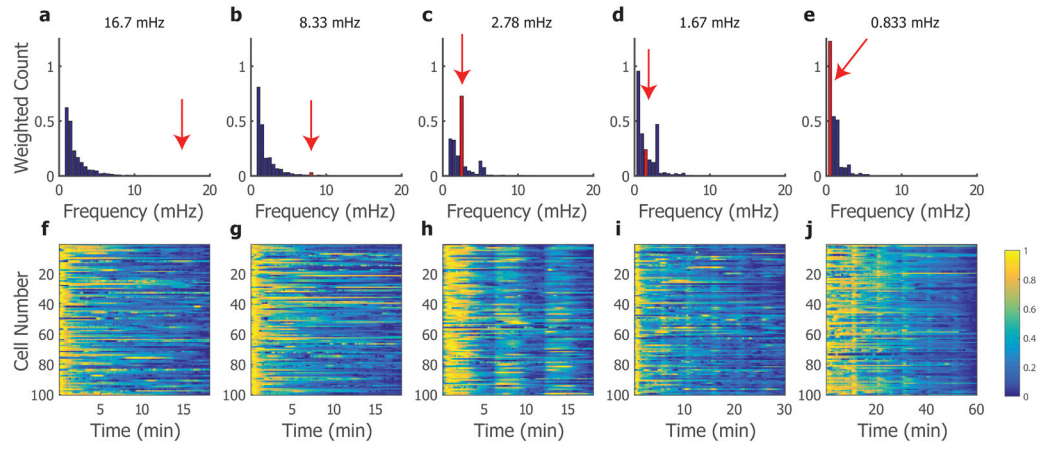 a 16.7 mHz
b 8.33 mHz
c 2.78 mHz
d 1.67 mHz
e 0.833 mHz
Weighted Count
1
0.5
0
0 10 20
Frequency (mHz)
1
0.5
0
0 10 20
Frequency (mHz)
1
0.5
0
0 10 20
Frequency (mHz)
1
0.5
0
0 10 20
Frequency (mHz)
1
0.5
0
0 10 20
Frequency (mHz)
f
Cell Number
20
40
60
80
100
5 10 15
Time (min)
g
20
40
60
80
100
5 10 15
Time (min)
h
20
40
60
80
100
5 10 15
Time (min)
i
20
40
60
80
100
10 20 30
Time (min)
j
20
40
60
80
100
20 40 60
Time (min)
1
0.8
0.6
0.4
0.2
0